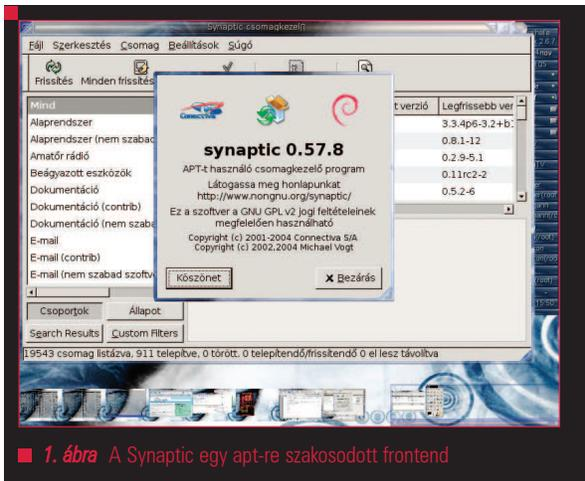 Synaptic csomagkezelő
Fájl Szerkesztés Csomag Beállítások Súgó
Frissítés Minden frissítés
Mind
Alaprendszer
Alaprendszer (nem szabad
Amatőr rádió
Beágyazott eszközök
Dokumentáció
Dokumentáció (contrib)
Dokumentáció (nem szaba
E-mail
E-mail (contrib)
E-mail (nem szabad szoftv
t verzió Legfrissebb ver
3.3.4p6-3.2+b1
0.8.1-12
0.2.9-5.1
0.11rc2-2
0.5.2-6
Connectiva
synaptic 0.57.8
APT-t használó csomagkezelő program
Látogassa meg honlapunkat
http://www.nongnu.org/synaptic/
Ez a szoftver a GNU GPL v2 jogi feltételeinek
megfelelően használható
Copyright (c) 2001-2004 Connectiva S/A
Copyright (c) 2002,2004 Michael Vogt
Köszönet Bezárás
Csoportok Állapot
Search Results Custom Filters
19543 csomag listázva, 911 telepítve, 0 törött. 0 telepítendő/frissítendő 0 el lesz távolítva
1. ábra A Synaptic egy apt-re szakosodott frontend